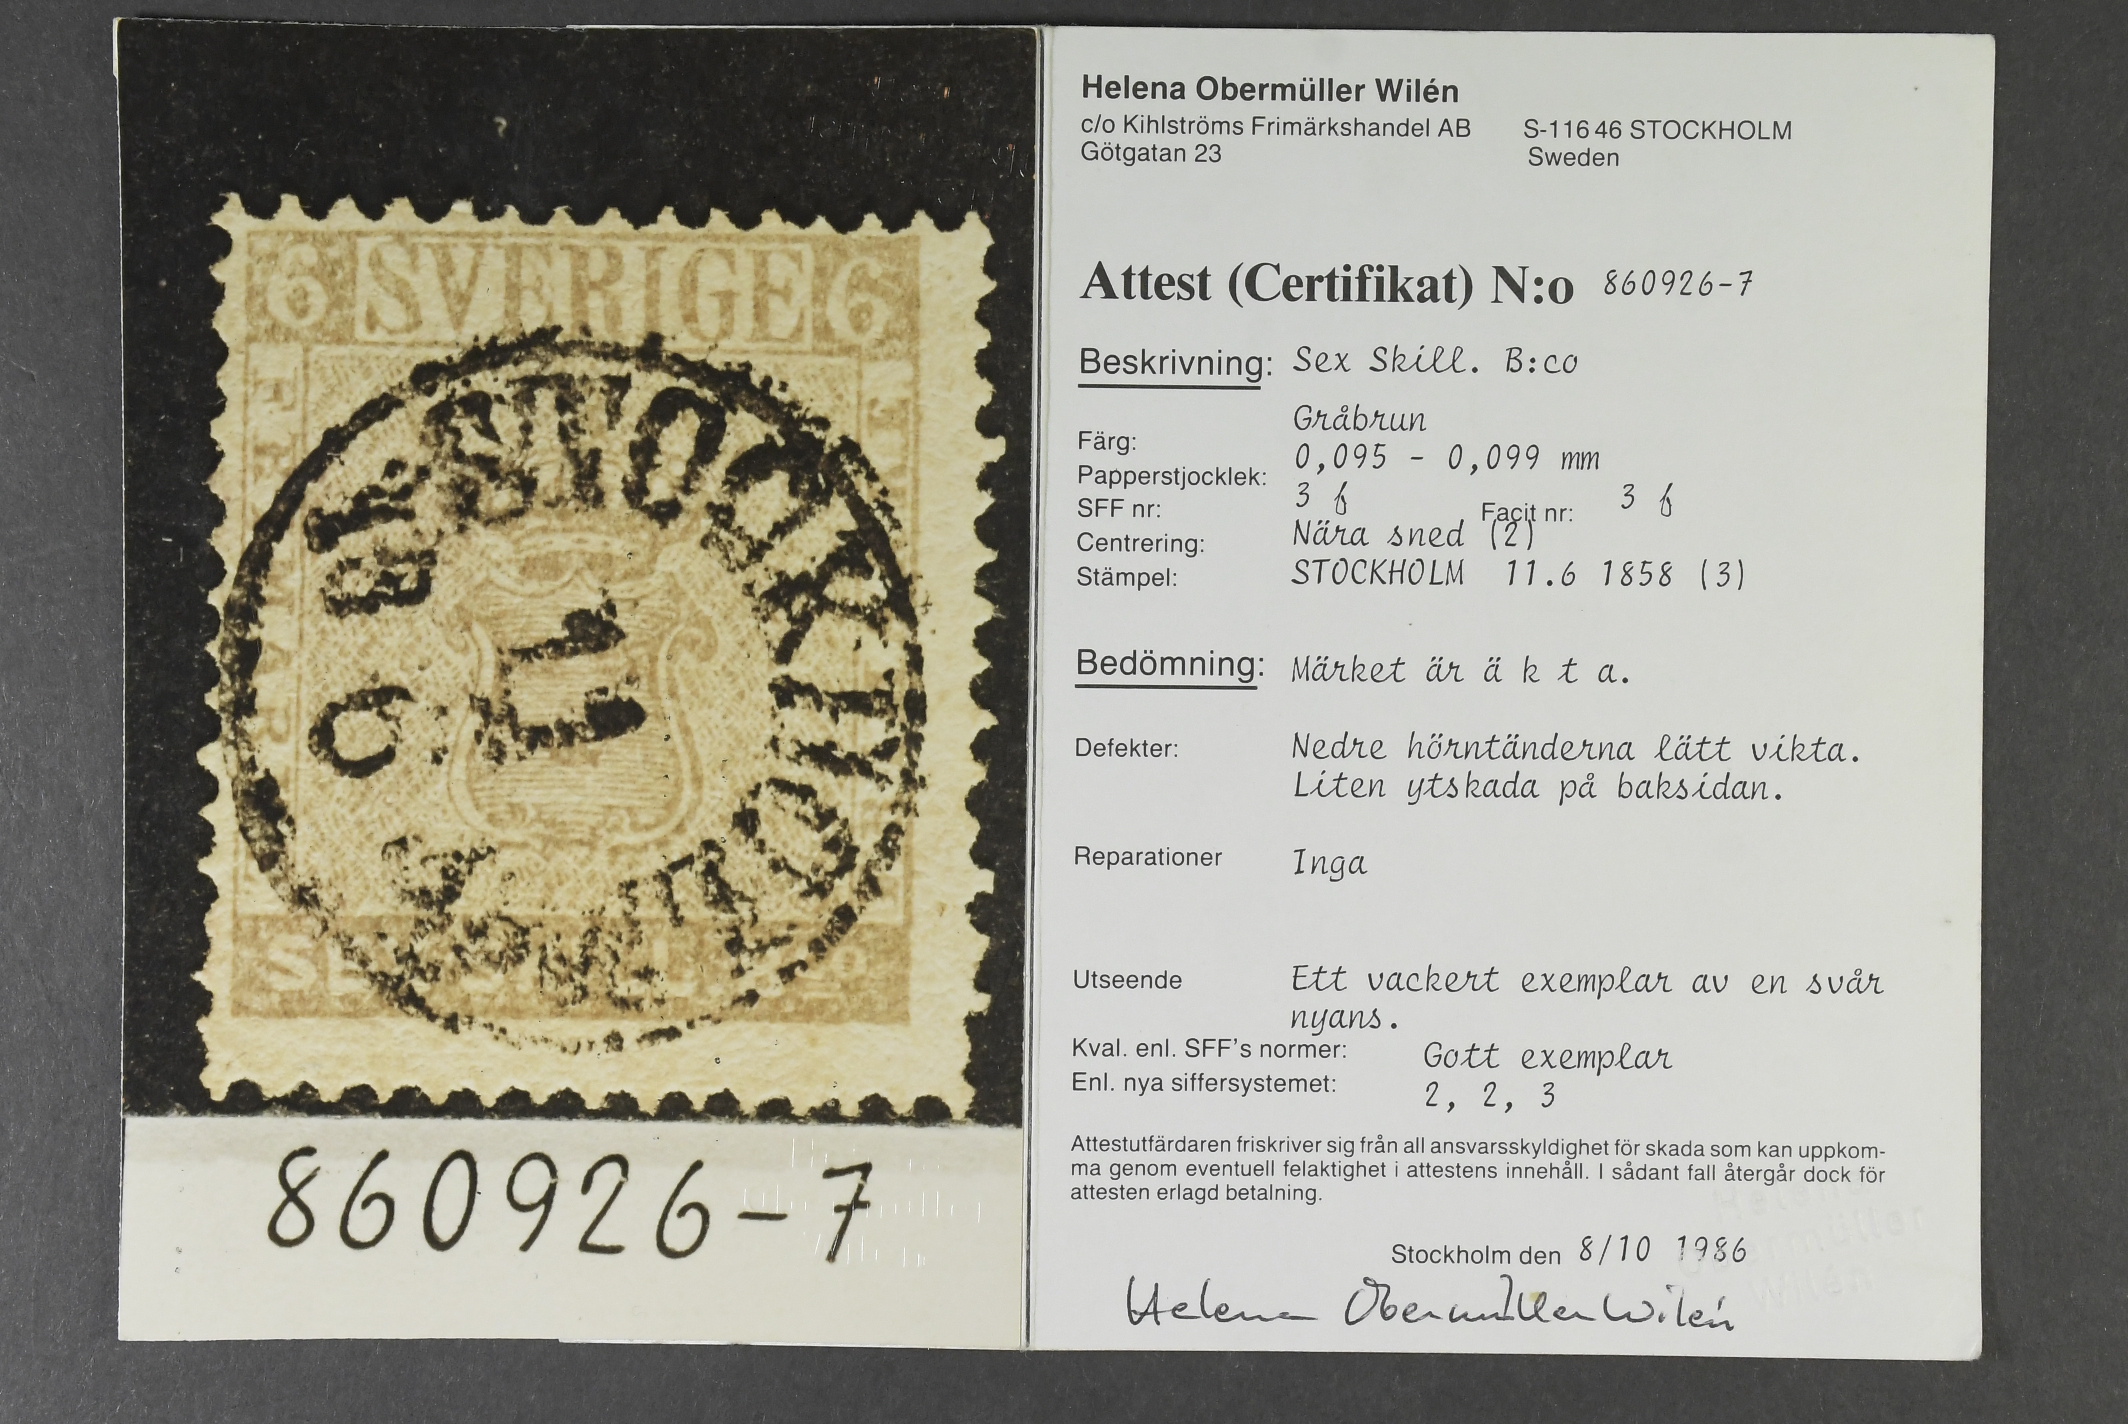 6 SVERIGE 6
STOCKHOLM
11
6
860926-7
Helena Obermüller Wilén
c/o Kihlströms Frimärkshandel AB S-116 46 STOCKHOLM
Götgatan 23 Sweden
Attest (Certifikat) N:o 860926-7
Beskrivning: Sex Skill. B:co
Färg: Gråbrun
Papperstjocklek: 0,095 - 0,099 mm
SFF nr: 3 f Facit nr: 3 f
Centrering: Nära sned (2)
Stämpel: STOCKHOLM 11.6 1858 (3)
Bedömning: Märket är ä k t a.
Defekter: Nedre hörntänderna lätt vikta.
Liten ytskada på baksidan.
Reparationer Inga
Utseende Ett vackert exemplar av en svår
nyans.
Kval. enl. SFF's normer: Gott exemplar
Enl. nya siffersystemet: 2, 2, 3
Attestutfärdaren friskriver sig från all ansvarsskyldighet för skada som kan uppkom-
ma genom eventuell felaktighet i attestens innehåll. I sådant fall återgår dock för
attesten erlagd betalning.
Stockholm den 8/10 1986
Helena Obermüller Wilén